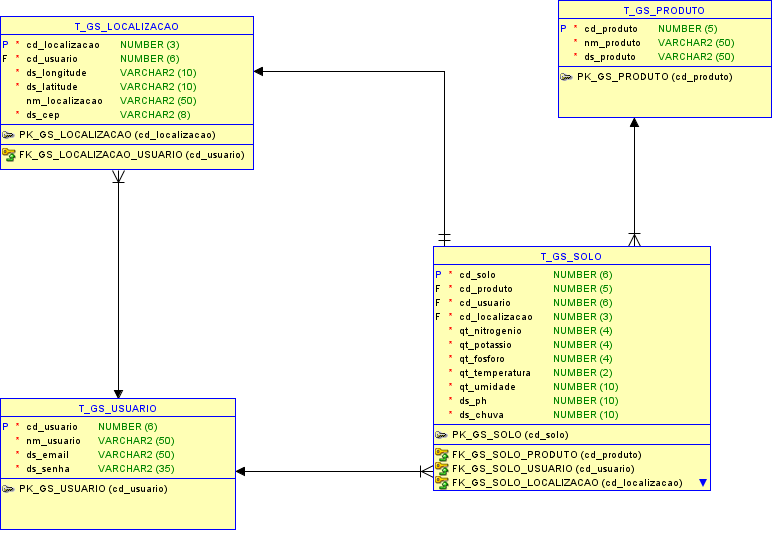 T_GS_LOCALIZACAO
P * cd_localizacao NUMBER (3)
F * cd_usuario NUMBER (6)
* ds_longitude VARCHAR2 (10)
* ds_latitude VARCHAR2 (10)
nm_localizacao VARCHAR2 (50)
* ds_cep VARCHAR2 (8)
PK_GS_LOCALIZACAO (cd_localizacao)
FK_GS_LOCALIZACAO_USUARIO (cd_usuario)
T_GS_PRODUTO
P * cd_produto NUMBER (5)
* nm_produto VARCHAR2 (50)
* ds_produto VARCHAR2 (50)
PK_GS_PRODUTO (cd_produto)
T_GS_SOLO
P * cd_solo NUMBER (6)
F * cd_produto NUMBER (5)
F * cd_usuario NUMBER (6)
F * cd_localizacao NUMBER (3)
* qt_nitrogenio NUMBER (4)
* qt_potassio NUMBER (4)
* qt_fosforo NUMBER (4)
* qt_temperatura NUMBER (2)
* qt_umidade NUMBER (10)
* ds_ph NUMBER (10)
* ds_chuva NUMBER (10)
PK_GS_SOLO (cd_solo)
FK_GS_SOLO_PRODUTO (cd_produto)
FK_GS_SOLO_USUARIO (cd_usuario)
FK_GS_SOLO_LOCALIZACAO (cd_localizacao)
T_GS_USUARIO
P * cd_usuario NUMBER (6)
* nm_usuario VARCHAR2 (50)
* ds_email VARCHAR2 (50)
* ds_senha VARCHAR2 (35)
PK_GS_USUARIO (cd_usuario)